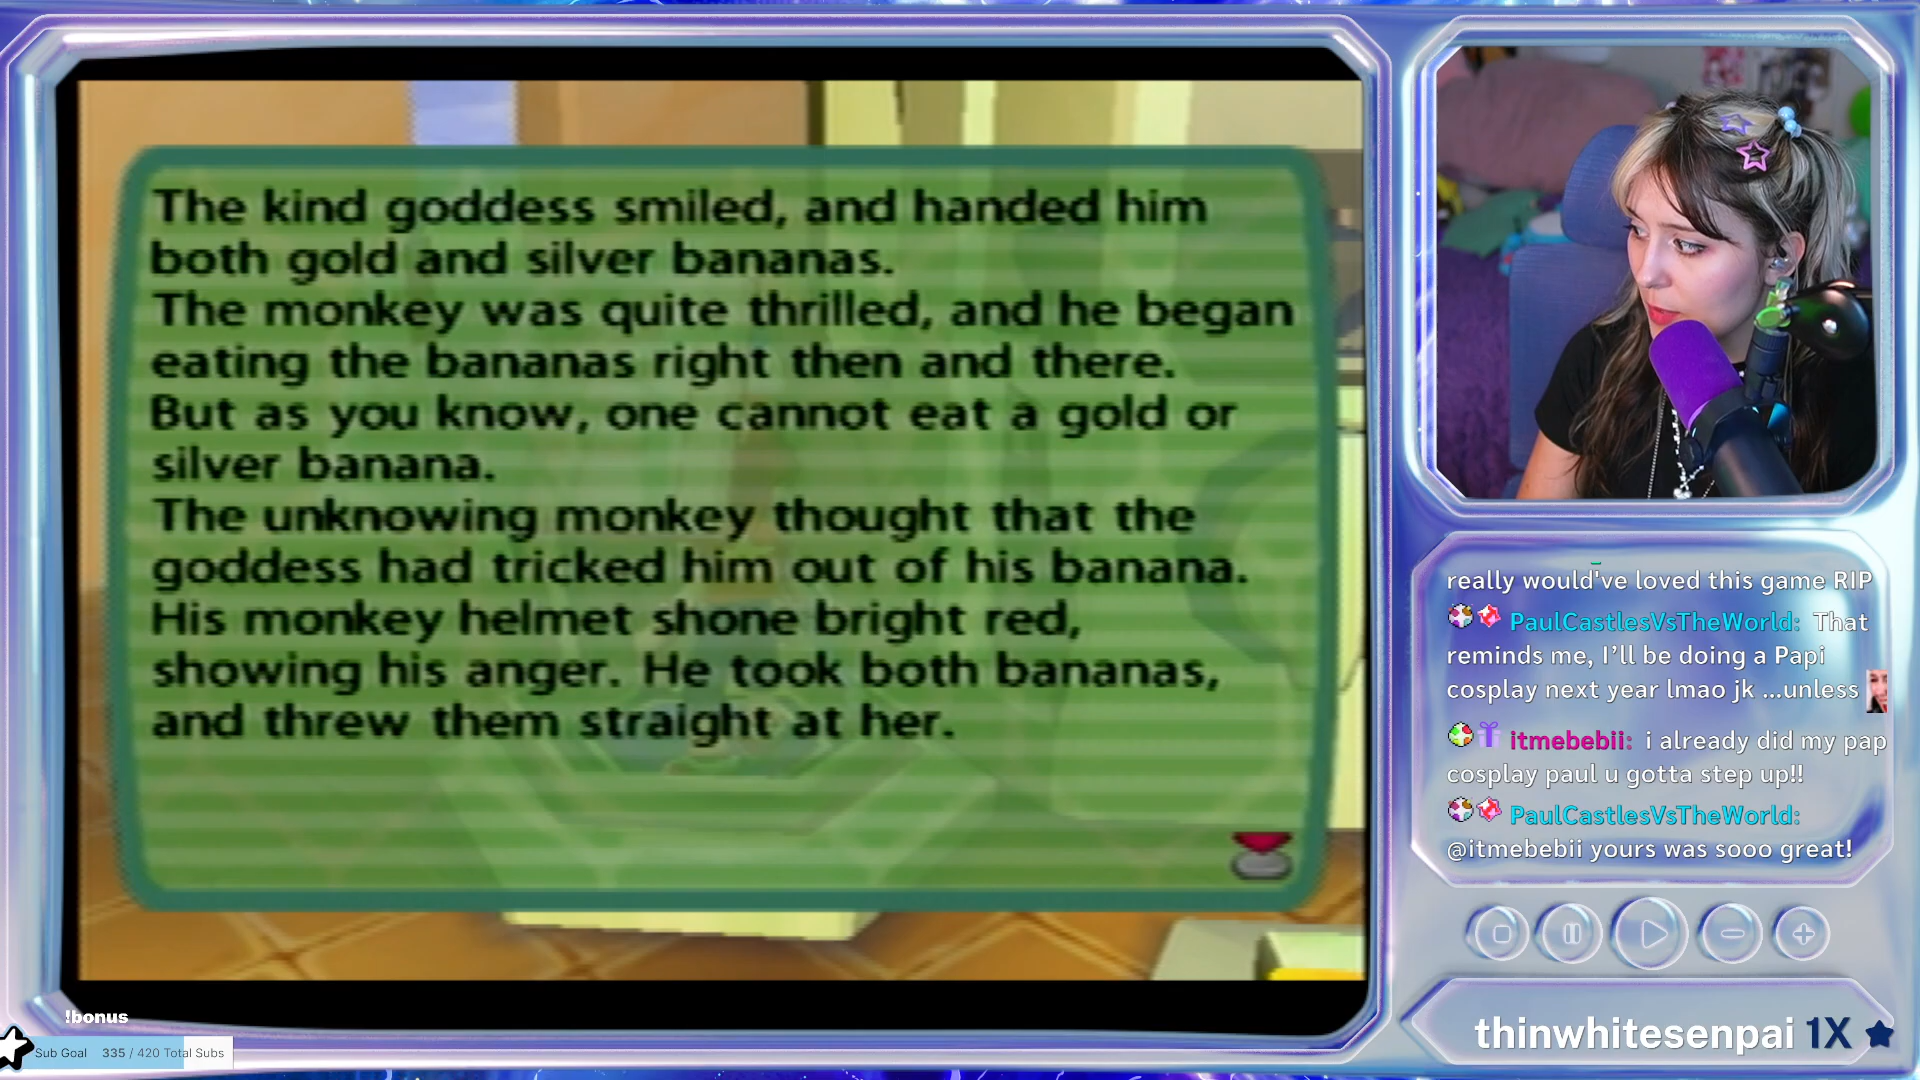 The kind goddess smiled, and handed him
both gold and silver bananas.
The monkey was quite thrilled, and he began
eating the bananas right then and there.
But as you know, one cannot eat a gold or
silver banana.
The unknowing monkey thought that the
goddess had tricked him out of his banana.
His monkey helmet shone bright red,
showing his anger. He took both bananas,
and threw them straight at her.
really would've loved this game RIP
PaulCastlesVsTheWorld: That
reminds me, I'll be doing a Papi
cosplay next year lmao jk ...unless
itmebebii: i already did my pap
cosplay paul u gotta step up!!
PaulCastlesVsTheWorld:
@itmebebii yours was sooo great!
thinwhitesenpai 1X
!bonus
Sub Goal 335 / 420 Total Subs